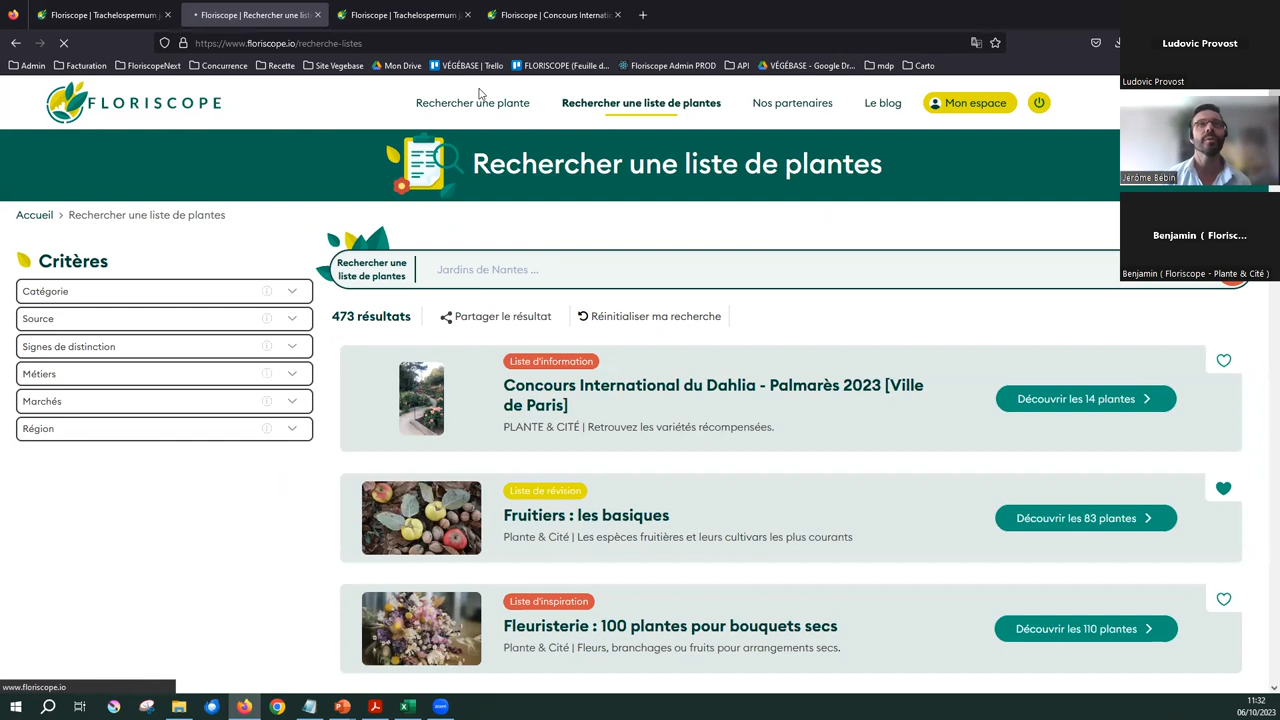 Floriscope | Trachelospermum j
Floriscope | Rechercher une list
Floriscope | Trachelospermum j
Floriscope | Concours Internatio
https://www.floriscope.io/recherche-listes
Admin
Facturation
FloriscopeNext
Concurrence
Recette
Site Vegebase
Mon Drive
VÉGÉBASE | Trello
FLORISCOPE (Feuille d...
Floriscope Admin PROD
API
VÉGÉBASE - Google Dr...
mdp
Carto
Ludovic Provost
Ludovic Provost
Jerôme Bébin
Benjamin ( Florisc...
Benjamin ( Floriscope - Plante & Cité )
FLORISCOPE
Rechercher une plante
Rechercher une liste de plantes
Nos partenaires
Le blog
Mon espace
Rechercher une liste de plantes
Accueil > Rechercher une liste de plantes
Critères
Catégorie
Source
Signes de distinction
Métiers
Marchés
Région
Rechercher une
liste de plantes
Jardins de Nantes ...
473 résultats
Partager le résultat
Réinitialiser ma recherche
Liste d'information
Concours International du Dahlia - Palmarès 2023 [Ville
de Paris]
PLANTE & CITÉ | Retrouvez les variétés récompensées.
Découvrir les 14 plantes
Liste de révision
Fruitiers : les basiques
Plante & Cité | Les espèces fruitières et leurs cultivars les plus courants
Découvrir les 83 plantes
Liste d'inspiration
Fleuristerie : 100 plantes pour bouquets secs
Plante & Cité | Fleurs, branchages ou fruits pour arrangements secs.
Découvrir les 110 plantes
www.floriscope.io
11:32
06/10/2023